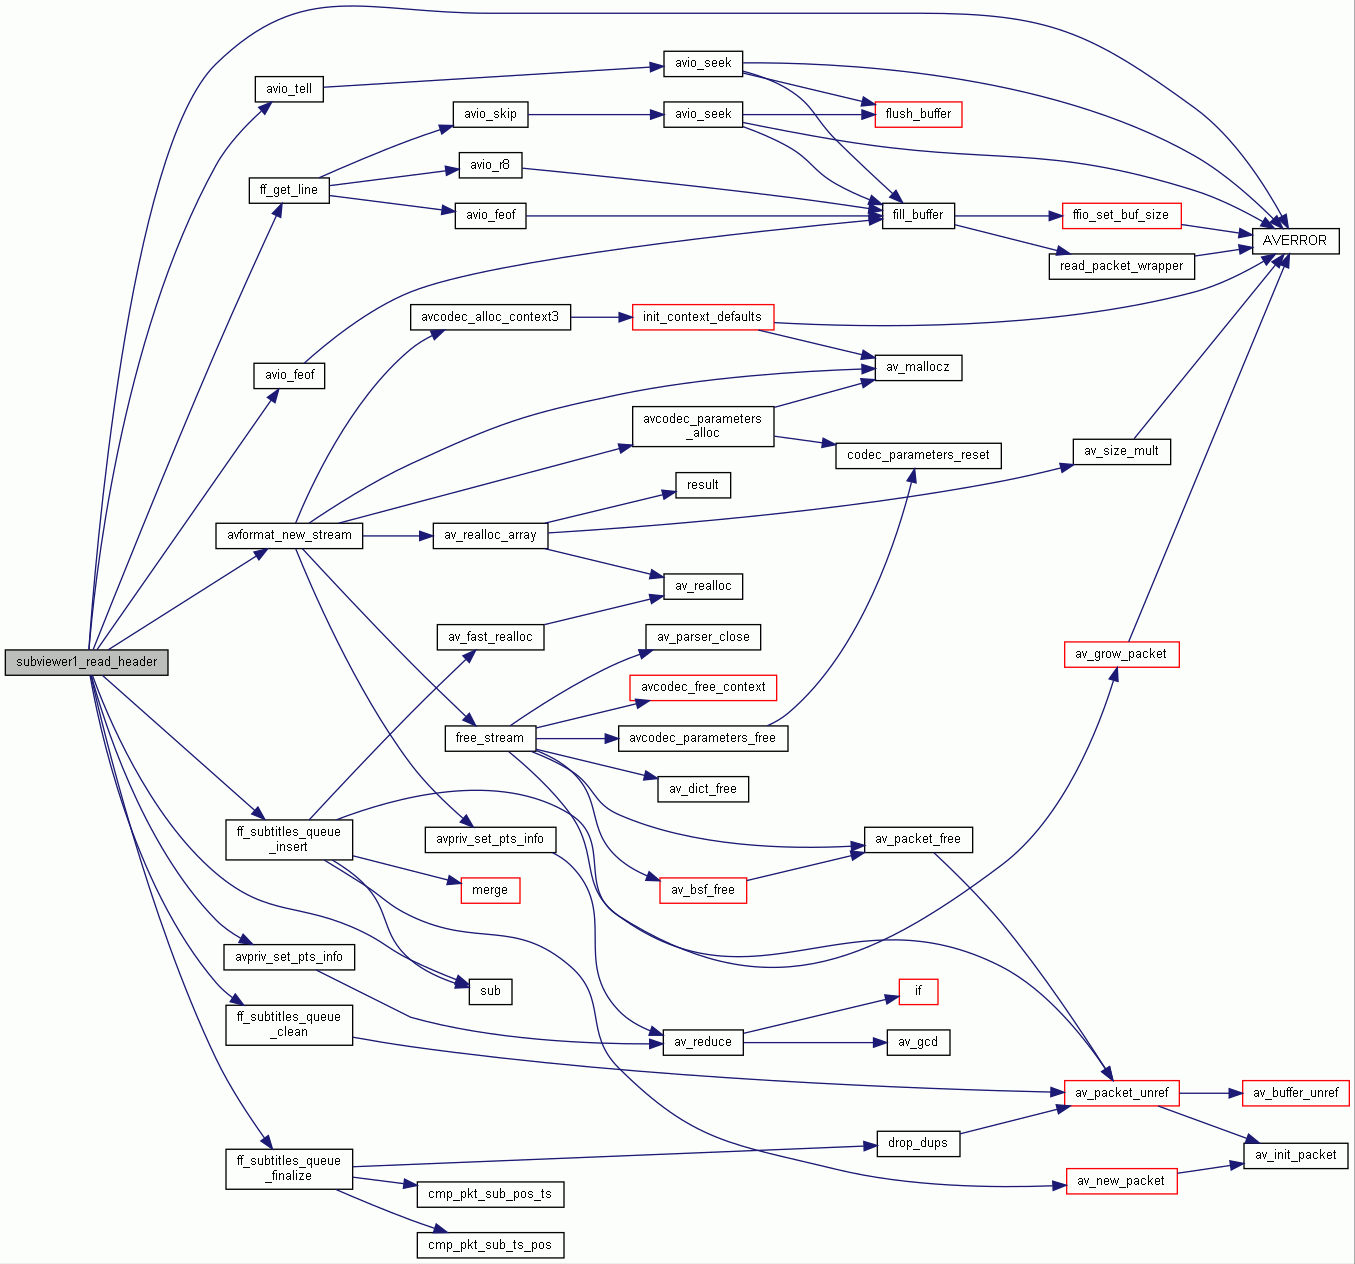 avio_seek
avio_tell
avio_skip
avio_seek
flush_buffer
avio_r8
ff_get_line
avio_feof
fill_buffer
ffio_set_buf_size
AVERROR
read_packet_wrapper
avcodec_alloc_context3
init_context_defaults
avio_feof
av_mallocz
avcodec_parameters
_alloc
codec_parameters_reset
av_size_mult
result
avformat_new_stream
av_realloc_array
av_realloc
av_fast_realloc
av_parser_close
av_grow_packet
subviewer1_read_header
avcodec_free_context
free_stream
avcodec_parameters_free
av_dict_free
ff_subtitles_queue
_insert
avpriv_set_pts_info
av_packet_free
merge
av_bsf_free
avpriv_set_pts_info
sub
if
ff_subtitles_queue
_clean
av_reduce
av_gcd
av_packet_unref
av_buffer_unref
drop_dups
av_init_packet
ff_subtitles_queue
_finalize
av_new_packet
cmp_pkt_sub_pos_ts
cmp_pkt_sub_ts_pos